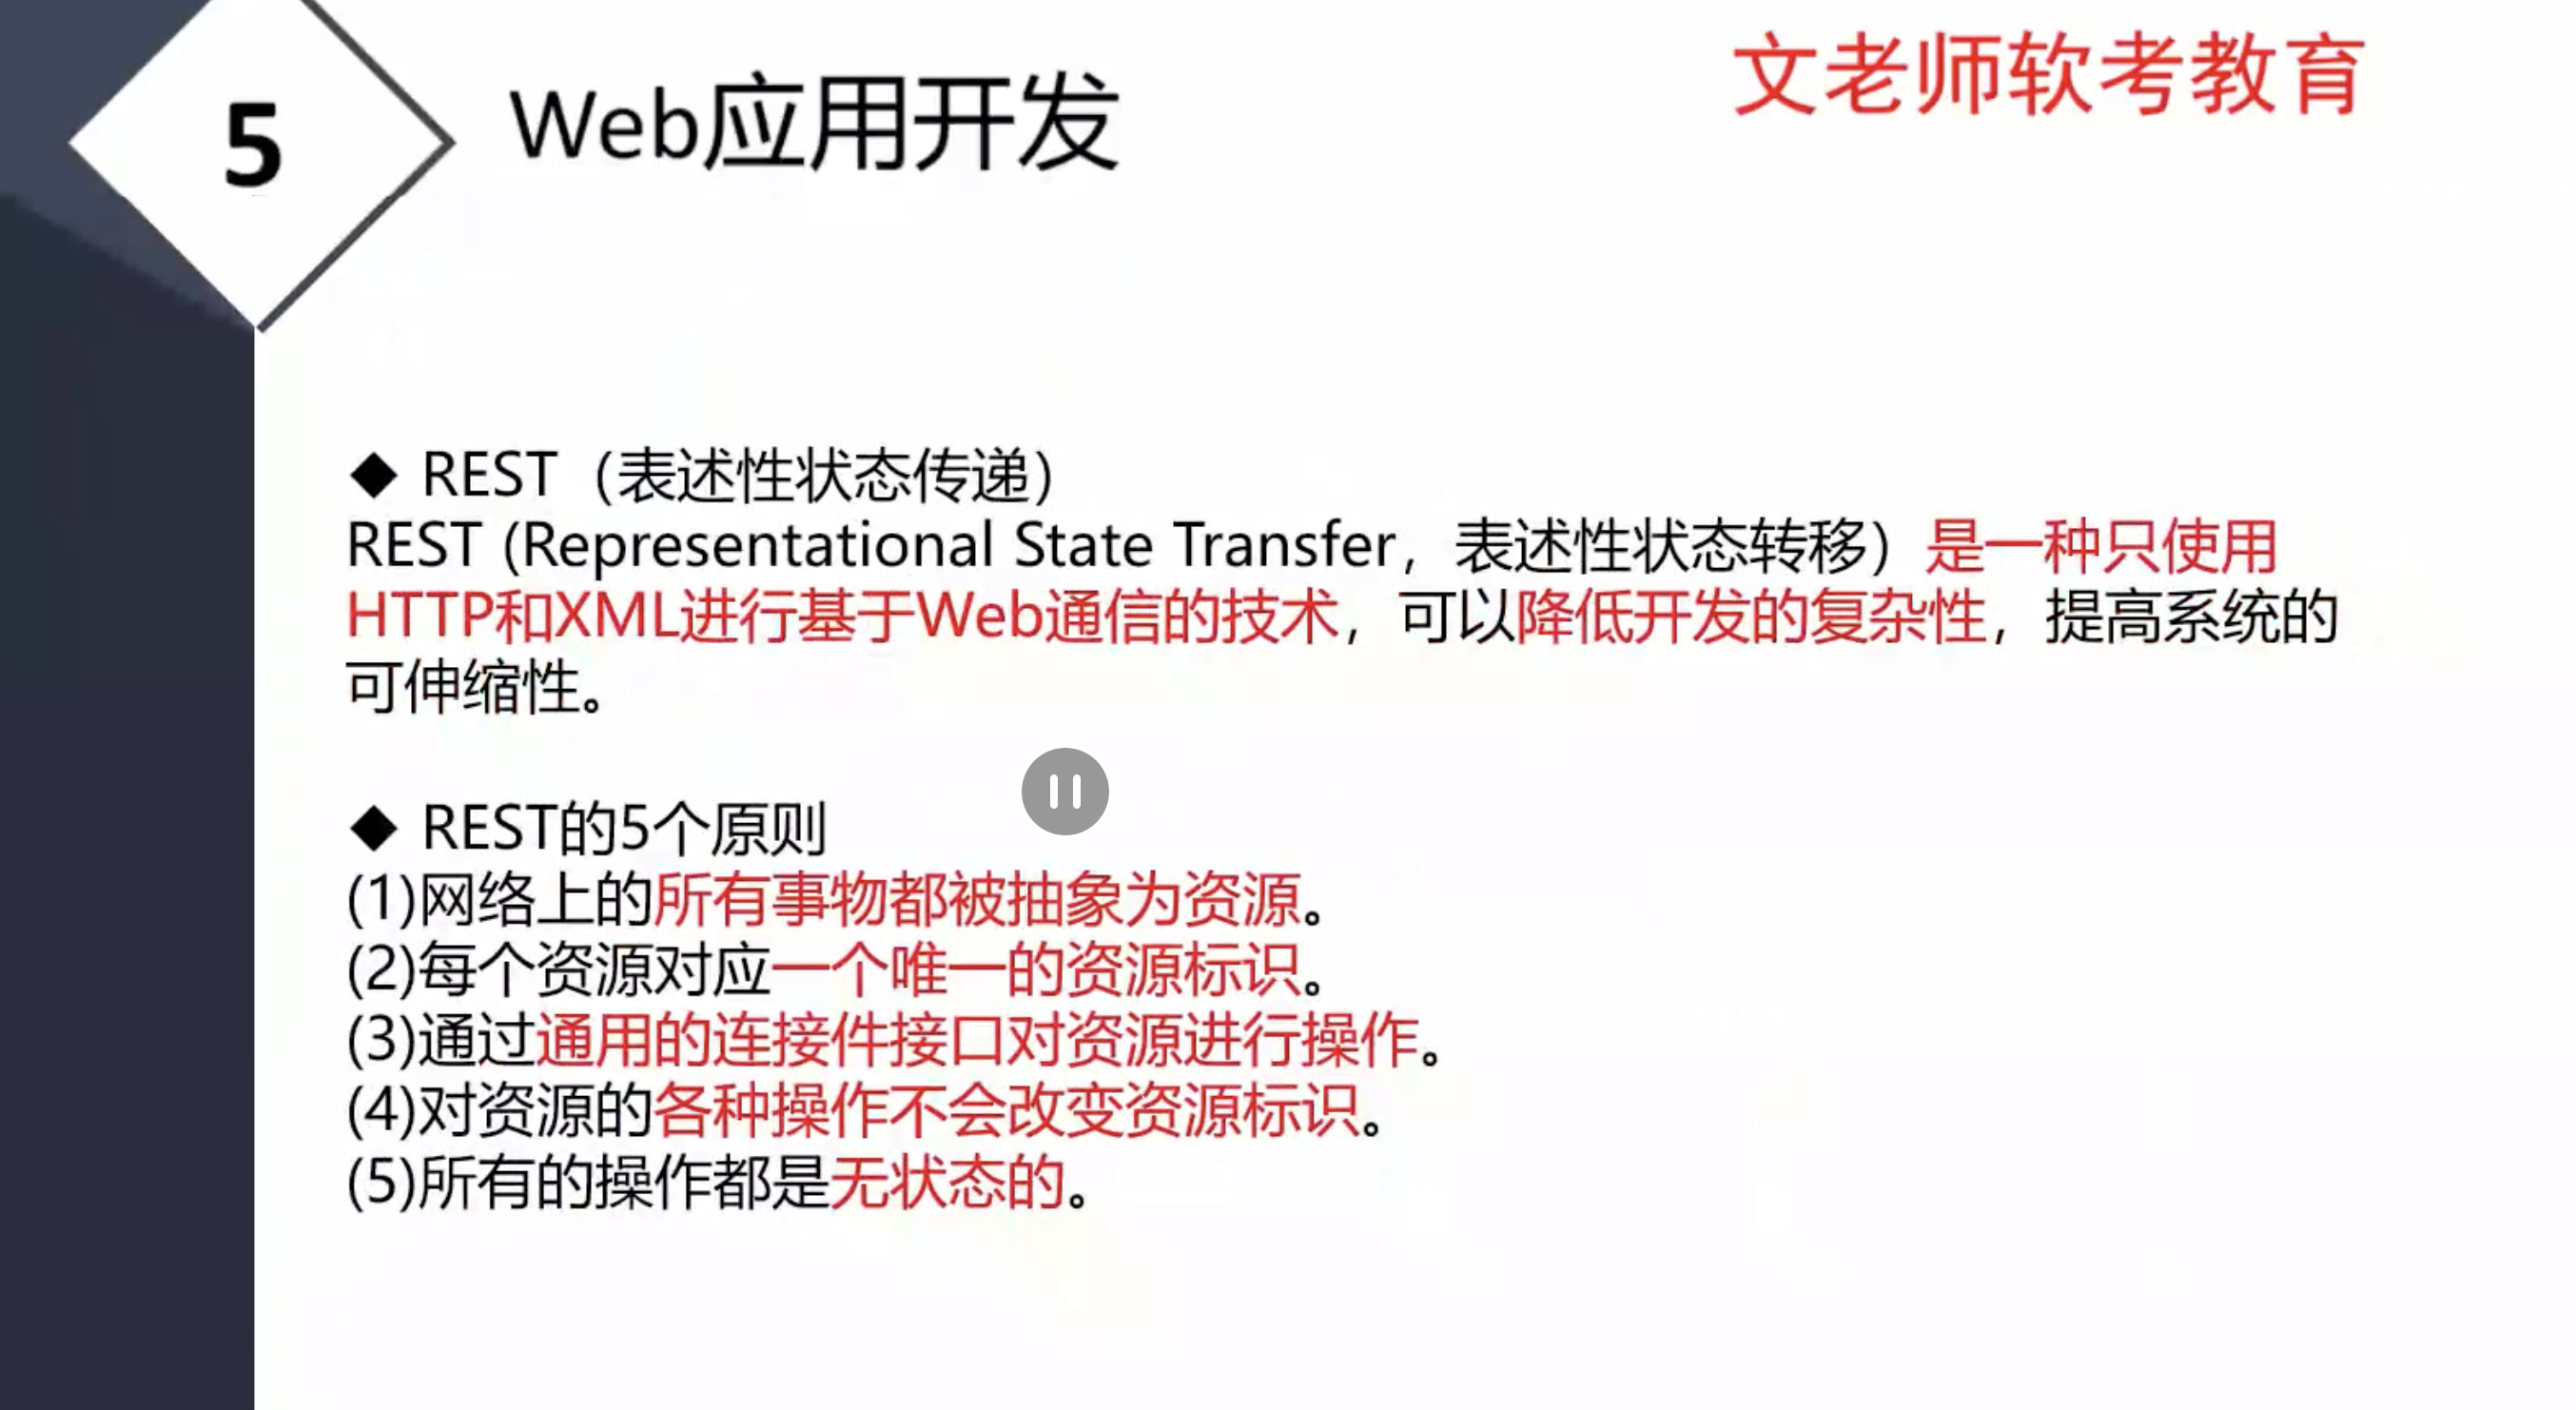 5
Web应用开发
文老师软考教育
◆ REST（表述性状态传递）
REST (Representational State Transfer，表述性状态转移）是一种只使用
HTTP和XML进行基于Web通信的技术，可以降低开发的复杂性，提高系统的
可伸缩性。
◆ REST的5个原则
(1)网络上的所有事物都被抽象为资源。
(2)每个资源对应一个唯一的资源标识。
(3)通过通用的连接件接口对资源进行操作。
(4)对资源的各种操作不会改变资源标识。
(5)所有的操作都是无状态的。